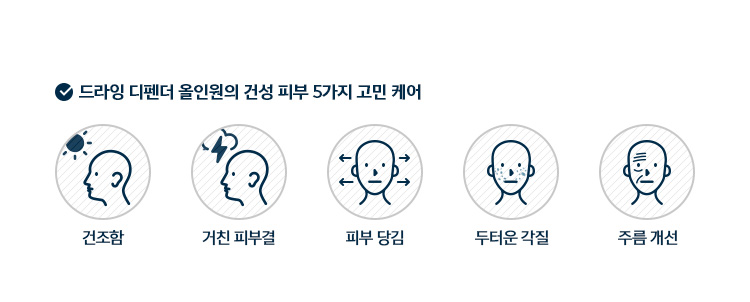 드라잉 디펜더 올인원의 건성 피부 5가지 고민 케어
건조함
거친 피부결
피부 당김
두터운 각질
주름 개선